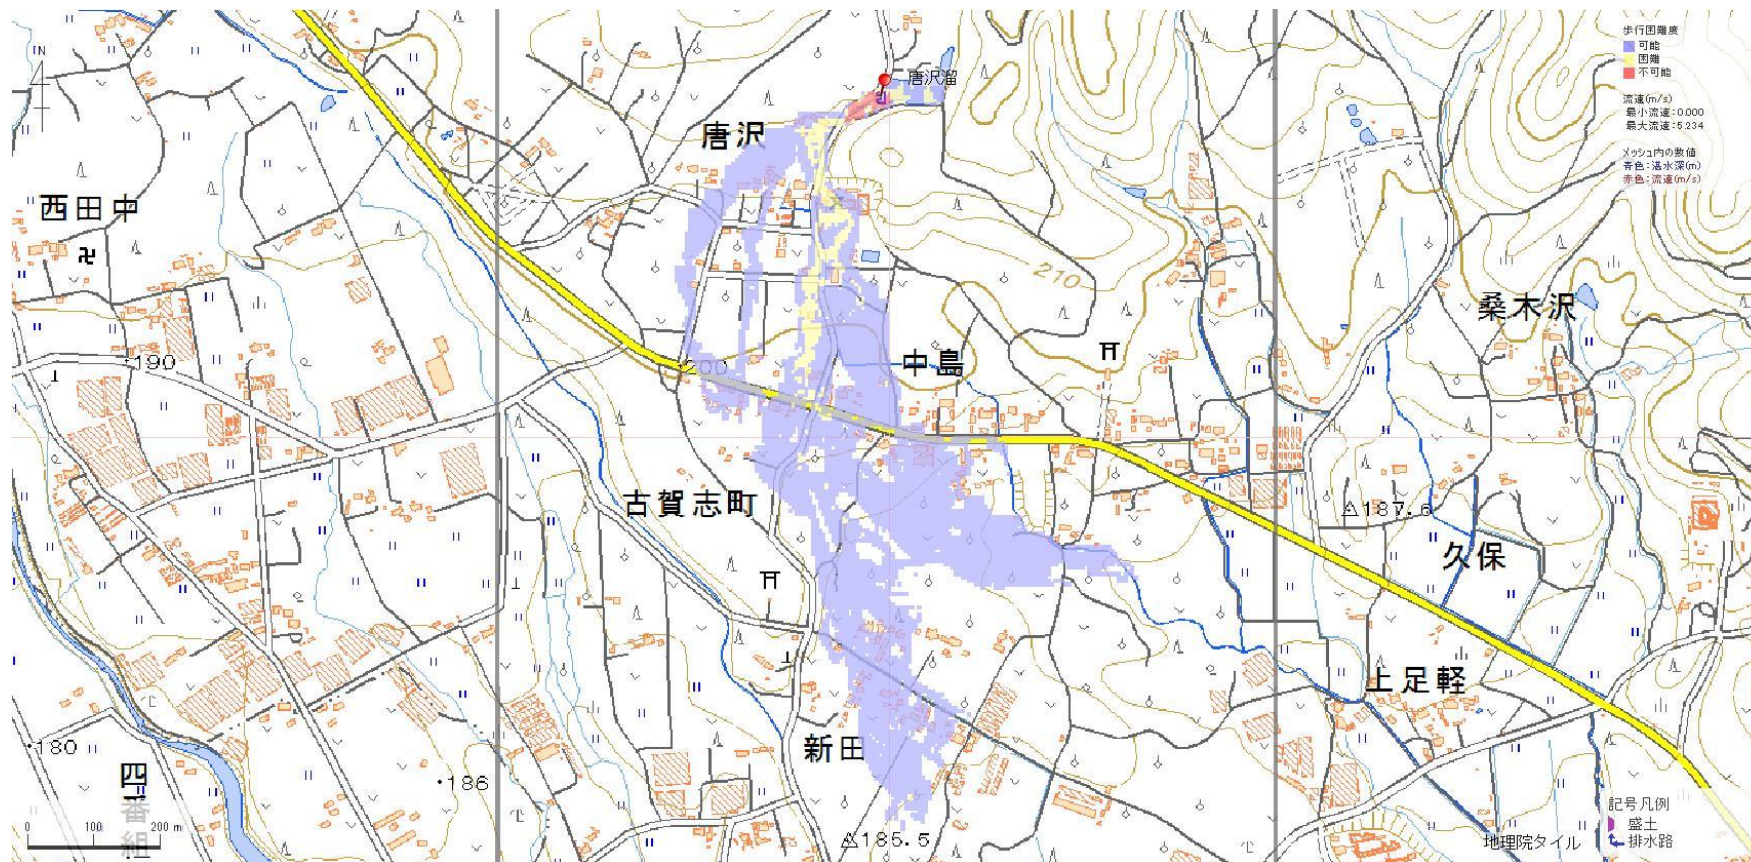 歩行困難度
可能
困難
不可能
流速(m/s)
最小流速:0.000
最大流速:5.234
メッシュ内の数値
青色:湛水深(m)
赤色:流速(m/s)
N
唐沢溜
唐沢
西田中
210
桑木沢
190
200
中島
古賀志町
187.6
久保
上足軽
新田
180
186
四番組
185.5
0 100 200 m
地理院タイル
記号凡例
盛土
排水路